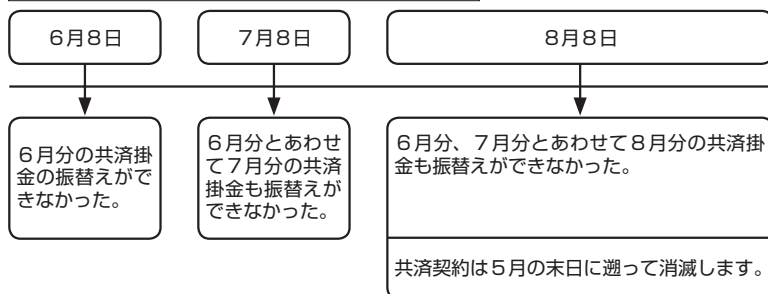 6月8日
7月8日
8月8日
6月分の共済掛
金の振替えがで
きなかった。
6月分とあわせ
て7月分の共済
掛金も振替えが
できなかった。
6月分、7月分とあわせて8月分の共済掛
金も振替えができなかった。
共済契約は5月の末日に遡って消滅します。